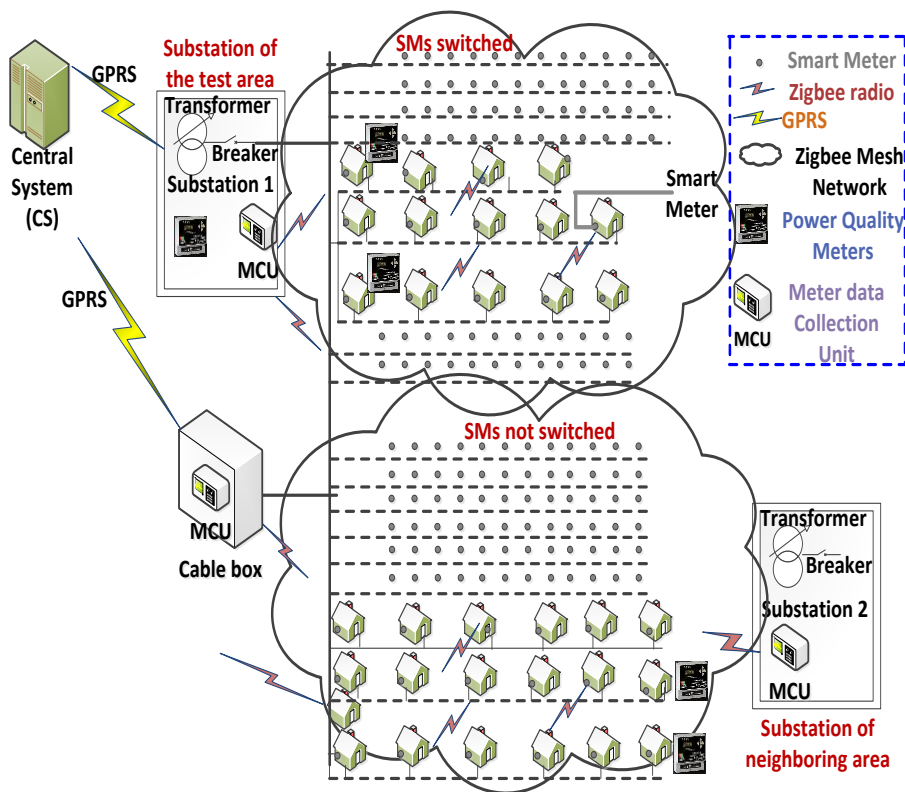 GPRS
Central
System
(CS)
Substation of
the test area
Transformer
Breaker
Substation 1
MCU
GPRS
SMs switched
Smart
Meter
Smart Meter
Zigbee radio
GPRS
Zigbee Mesh
Network
Power Quality
Meters
Meter data
Collection
Unit
MCU
SMs not switched
MCU
Cable box
Transformer
Breaker
Substation 2
MCU
Substation of
neighboring area